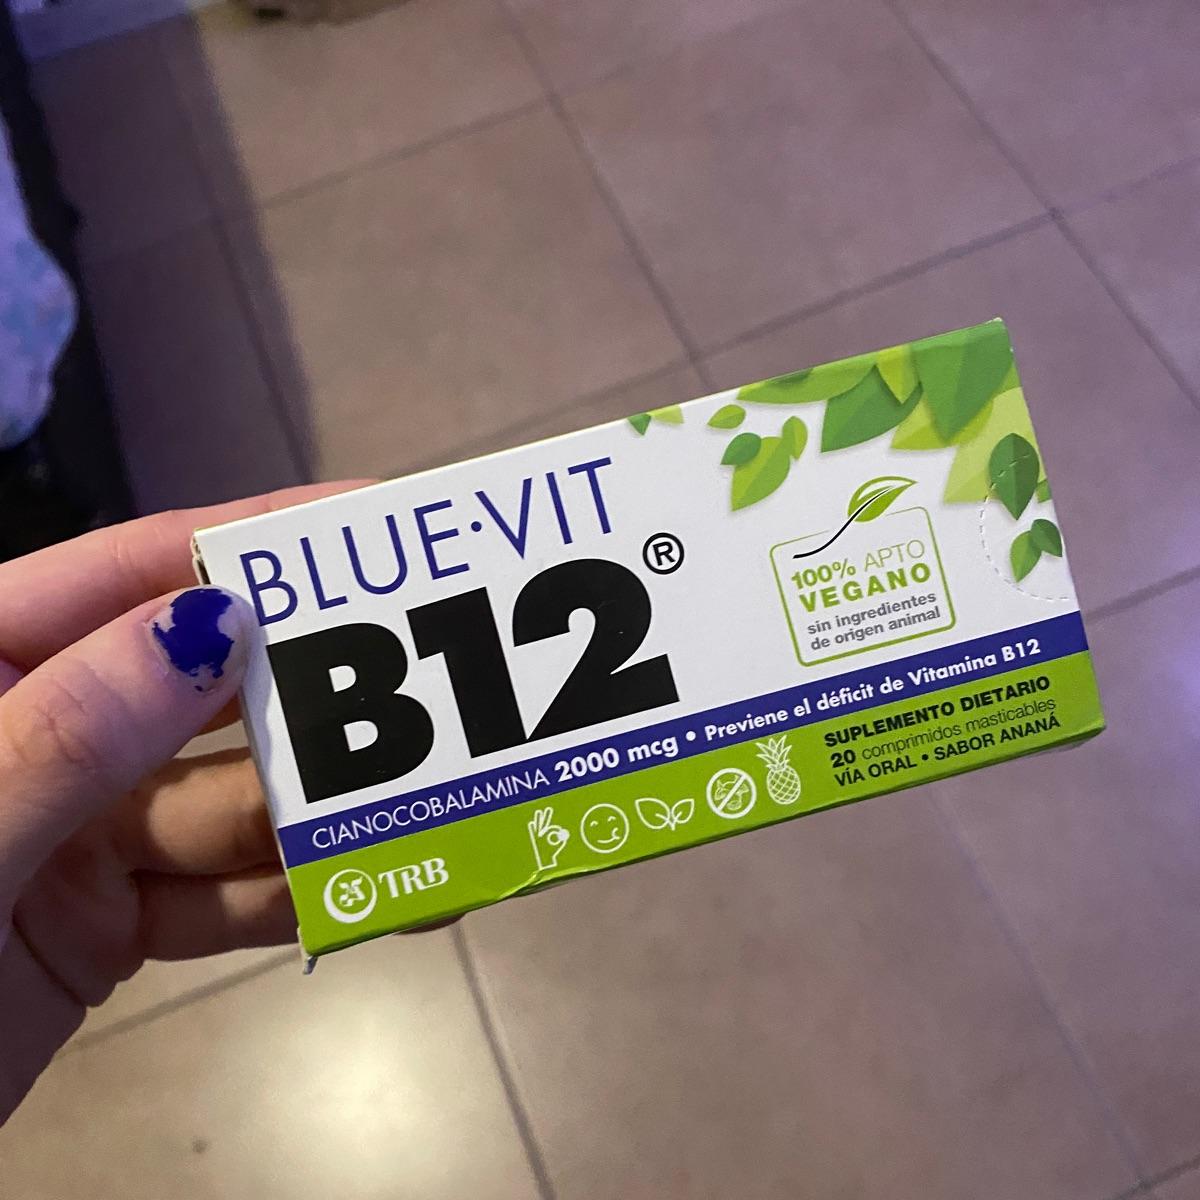 BLUE·VIT
B12®
100% APTO
VEGANO
sin ingredientes
de origen animal
CIANOCOBALAMINA 2000 mcg • Previene el déficit de Vitamina B12
TRB
SUPLEMENTO DIETARIO
20 comprimidos masticables
VÍA ORAL • SABOR ANANÁ